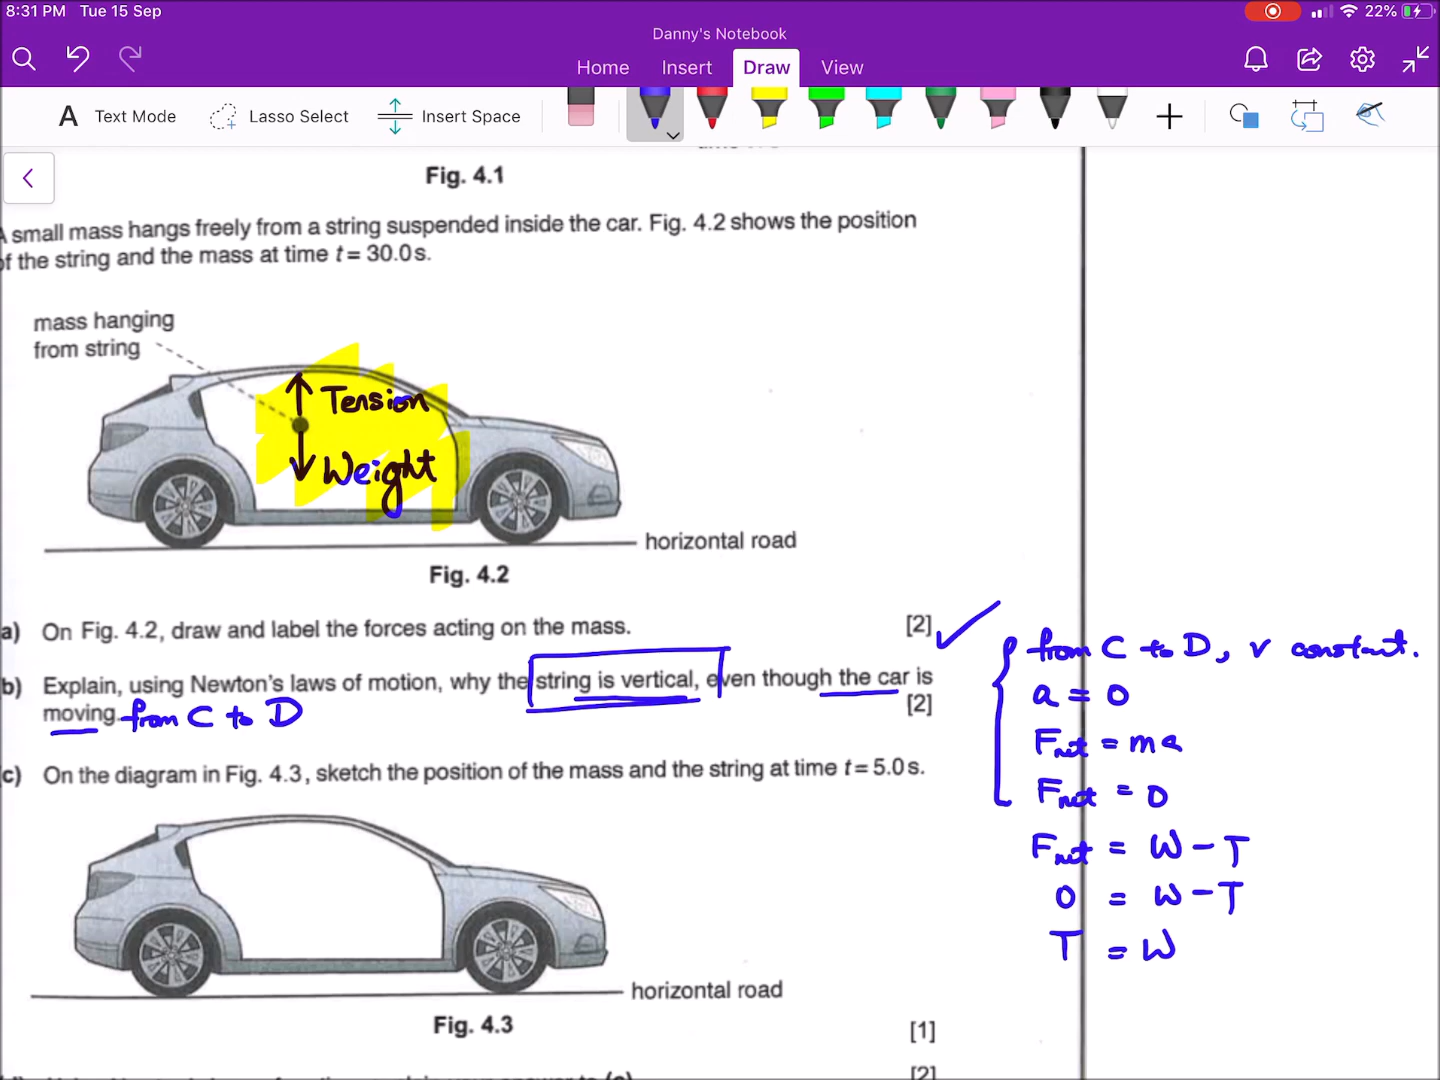 8:31 PM Tue 15 Sep
22%
Danny's Notebook
Home Insert Draw View
A Text Mode Lasso Select Insert Space
Fig. 4.1
A small mass hangs freely from a string suspended inside the car. Fig. 4.2 shows the position
of the string and the mass at time t = 30.0 s.
mass hanging
from string
Tension
Weight
horizontal road
Fig. 4.2
a) On Fig. 4.2, draw and label the forces acting on the mass. [2]
b) Explain, using Newton's laws of motion, why the string is vertical, even though the car is
moving. from C to D [2]
c) On the diagram in Fig. 4.3, sketch the position of the mass and the string at time t = 5.0 s.
horizontal road
Fig. 4.3
[1]
[2]
from C to D, v constant.
a = 0
Fnet = ma
Fnet = 0
Fnet = W - T
0 = W - T
T = W